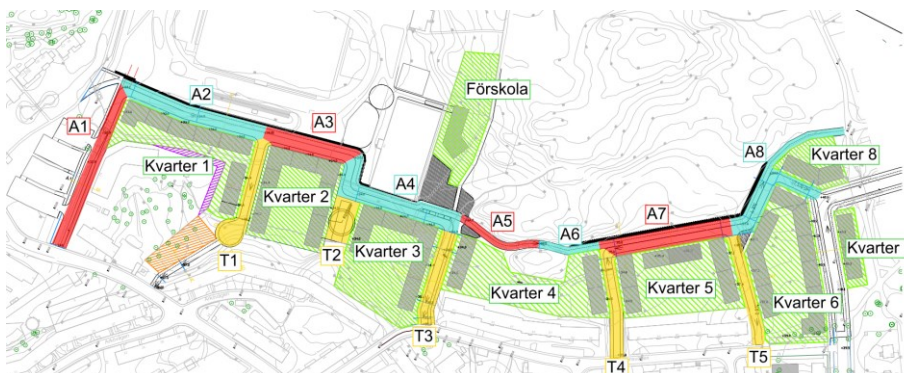 Förskola
A2
A1
A3
A8
Kvarter 8
Kvarter 1
A4
Kvarter 2
A7
A5
A6
T1
T2
Kvarter 3
Kvarter
Kvarter 4
Kvarter 5
Kvarter 6
T3
T4
T5